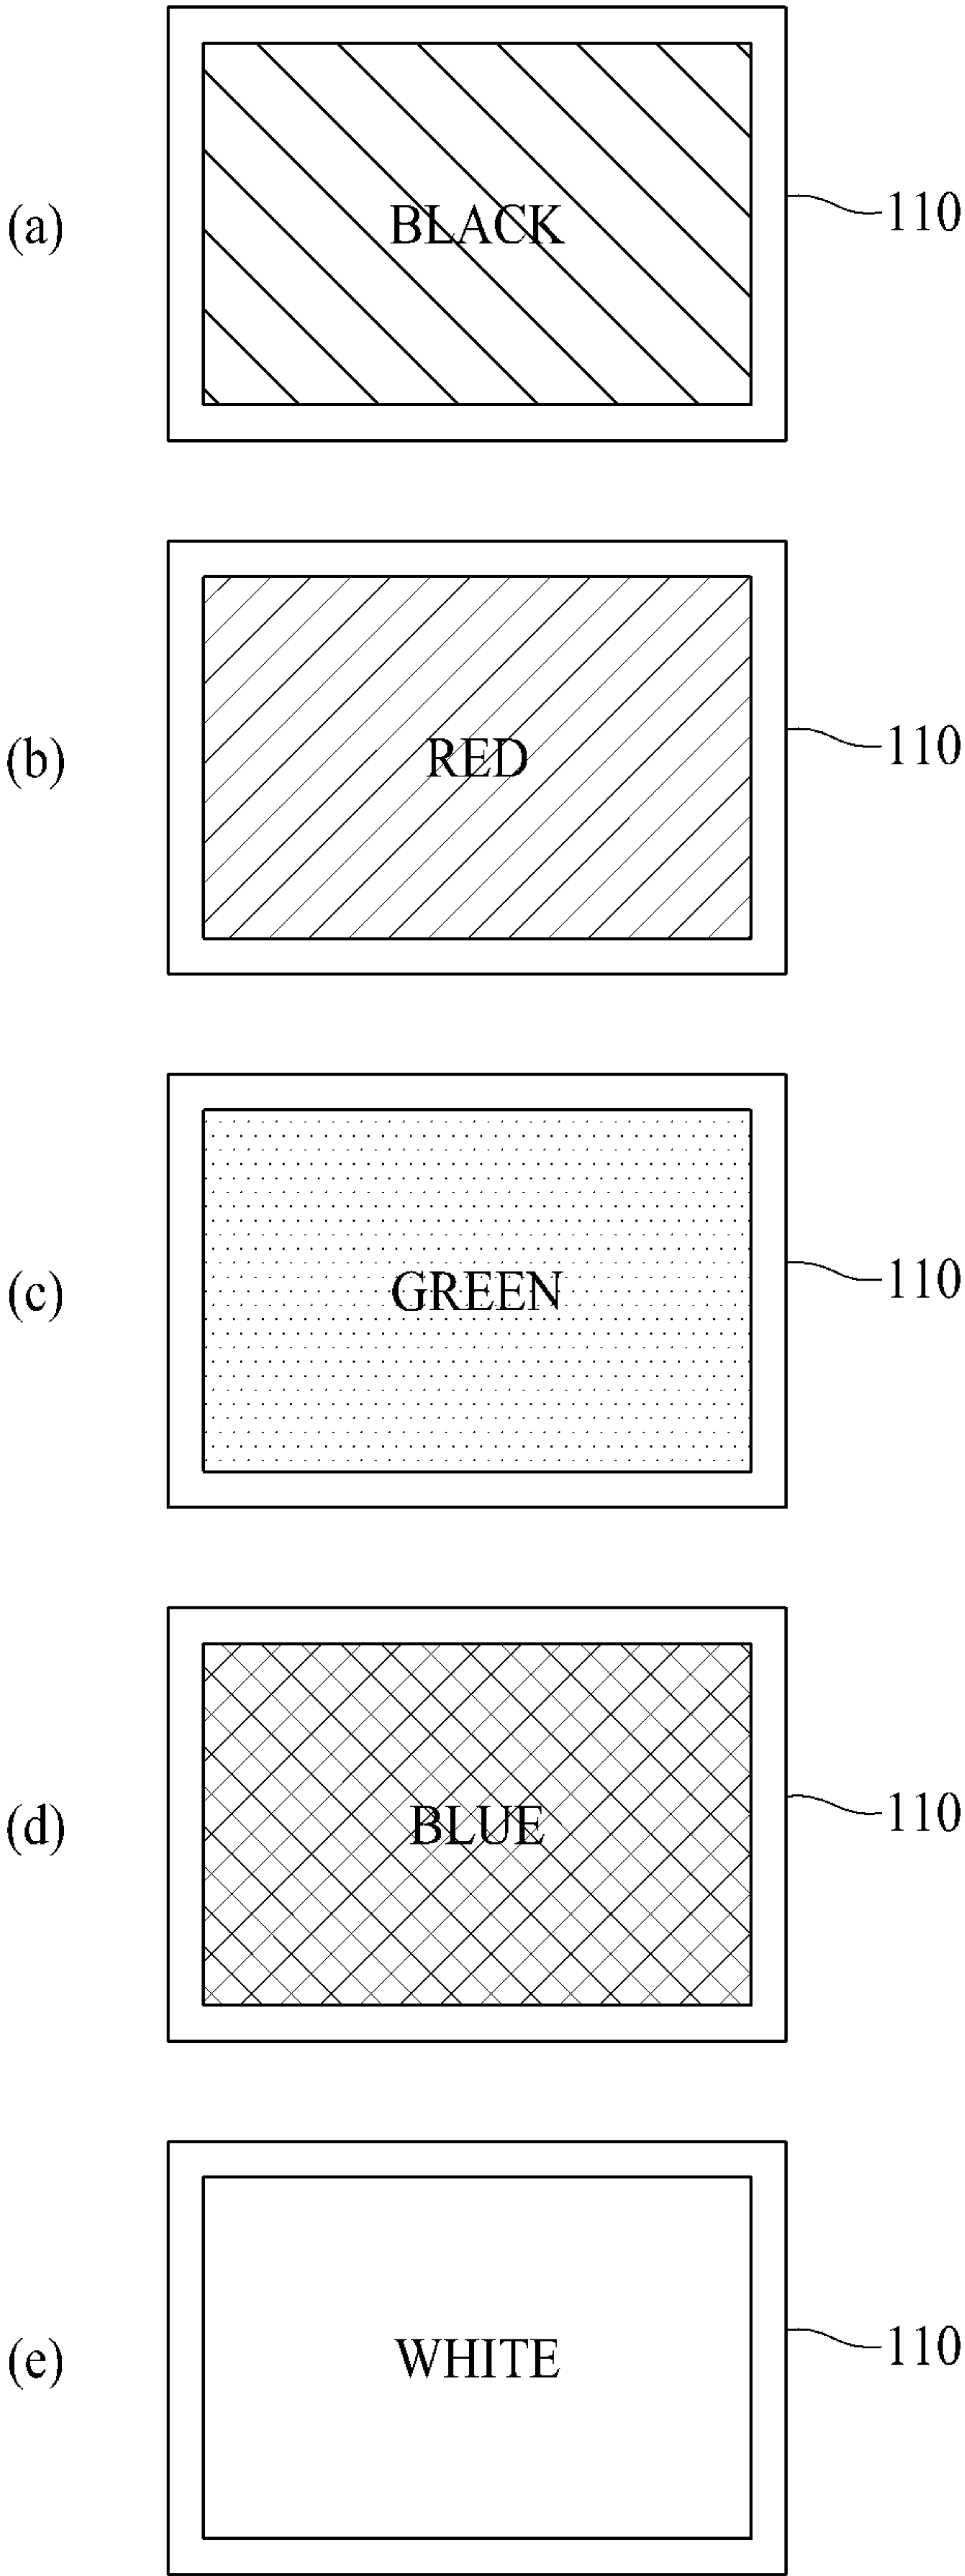 (a) BLACK 110
(b) RED 110
(c) GREEN 110
(d) BLUE 110
(e) WHITE 110